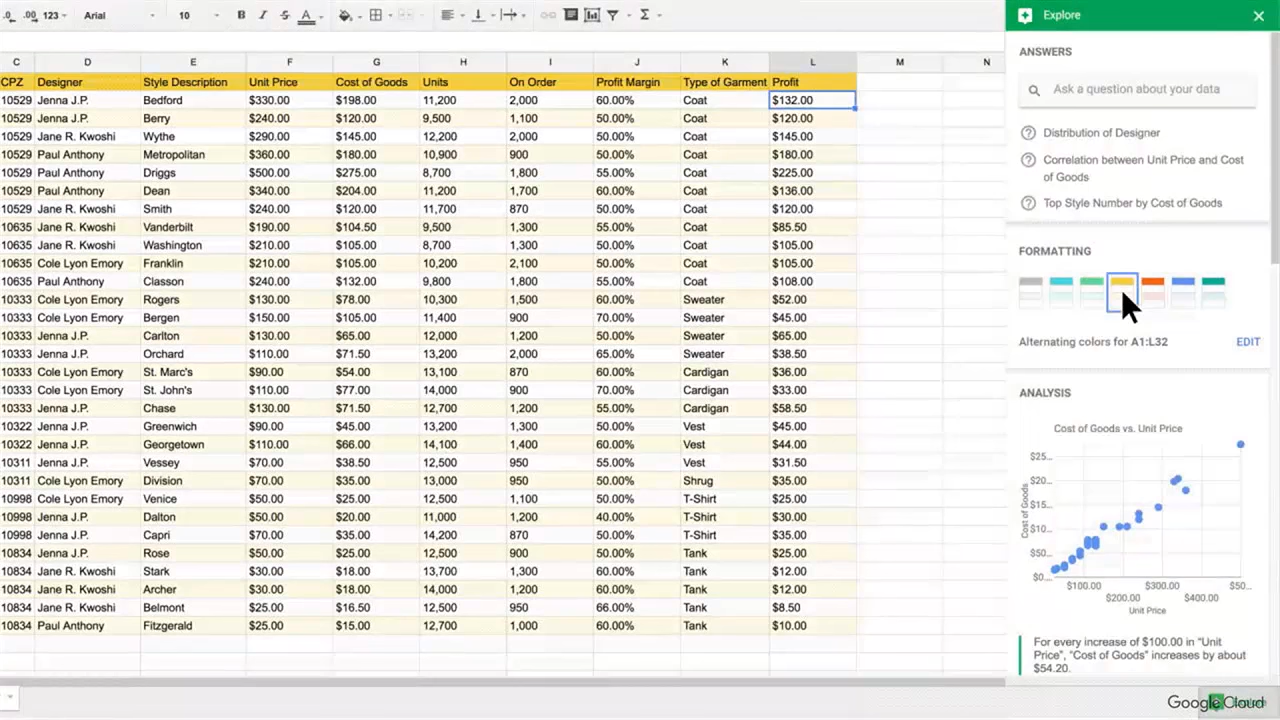 .0 .00 123 Arial 10 B I S A Σ
Explore
C D E F G H I J K L M N
CPZ Designer Style Description Unit Price Cost of Goods Units On Order Profit Margin Type of Garment Profit
10529 Jenna J.P. Bedford $330.00 $198.00 11,200 2,000 60.00% Coat $132.00
10529 Jenna J.P. Berry $240.00 $120.00 9,500 1,100 50.00% Coat $120.00
10529 Jane R. Kwoshi Wythe $290.00 $145.00 12,200 2,000 50.00% Coat $145.00
10529 Paul Anthony Metropolitan $360.00 $180.00 10,900 900 50.00% Coat $180.00
10529 Paul Anthony Driggs $500.00 $275.00 8,700 1,800 55.00% Coat $225.00
10529 Paul Anthony Dean $340.00 $204.00 11,200 1,700 60.00% Coat $136.00
10529 Jane R. Kwoshi Smith $240.00 $120.00 11,700 870 50.00% Coat $120.00
10635 Jane R. Kwoshi Vanderbilt $190.00 $104.50 9,500 1,300 55.00% Coat $85.50
10635 Jane R. Kwoshi Washington $210.00 $105.00 8,700 1,300 50.00% Coat $105.00
10635 Cole Lyon Emory Franklin $210.00 $105.00 10,200 2,100 50.00% Coat $105.00
10635 Paul Anthony Classon $240.00 $132.00 9,800 1,800 55.00% Coat $108.00
10333 Cole Lyon Emory Rogers $130.00 $78.00 10,300 1,500 60.00% Sweater $52.00
10333 Cole Lyon Emory Bergen $150.00 $105.00 11,400 900 70.00% Sweater $45.00
10333 Jenna J.P. Carlton $130.00 $65.00 12,000 1,200 50.00% Sweater $65.00
10333 Jenna J.P. Orchard $110.00 $71.50 13,200 2,000 65.00% Sweater $38.50
10333 Cole Lyon Emory St. Marc's $90.00 $54.00 13,100 870 60.00% Cardigan $36.00
10333 Cole Lyon Emory St. John's $110.00 $77.00 14,000 900 70.00% Cardigan $33.00
10333 Jenna J.P. Chase $130.00 $71.50 12,700 1,200 55.00% Cardigan $58.50
10322 Jenna J.P. Greenwich $90.00 $45.00 13,200 1,200 50.00% Vest $45.00
10322 Jenna J.P. Georgetown $110.00 $66.00 14,100 1,400 60.00% Vest $44.00
10311 Jenna J.P. Vessey $70.00 $38.50 12,500 950 55.00% Vest $31.50
10311 Cole Lyon Emory Division $70.00 $35.00 13,000 950 50.00% Shrug $35.00
10998 Cole Lyon Emory Venice $50.00 $25.00 12,500 1,100 50.00% T-Shirt $25.00
10998 Jenna J.P. Dalton $50.00 $20.00 11,000 1,200 40.00% T-Shirt $30.00
10998 Jenna J.P. Capri $70.00 $35.00 14,200 870 50.00% T-Shirt $35.00
10834 Jenna J.P. Rose $50.00 $25.00 12,500 900 50.00% Tank $25.00
10834 Jane R. Kwoshi Stark $30.00 $18.00 13,700 1,300 60.00% Tank $12.00
10834 Jane R. Kwoshi Archer $30.00 $18.00 14,000 1,200 60.00% Tank $12.00
10834 Jane R. Kwoshi Belmont $25.00 $16.50 12,500 950 66.00% Tank $8.50
10834 Paul Anthony Fitzgerald $25.00 $15.00 12,700 1,000 60.00% Tank $10.00
ANSWERS
Ask a question about your data
Distribution of Designer
Correlation between Unit Price and Cost
of Goods
Top Style Number by Cost of Goods
FORMATTING
Alternating colors for A1:L32 EDIT
ANALYSIS
Cost of Goods vs. Unit Price
Cost of Goods
$25...
$20...
$15...
$10...
$50...
$0...
$100.00 $300.00 $50...
$200.00 $400.00
Unit Price
For every increase of $100.00 in "Unit
Price", "Cost of Goods" increases by about
$54.20.
Google Cloud